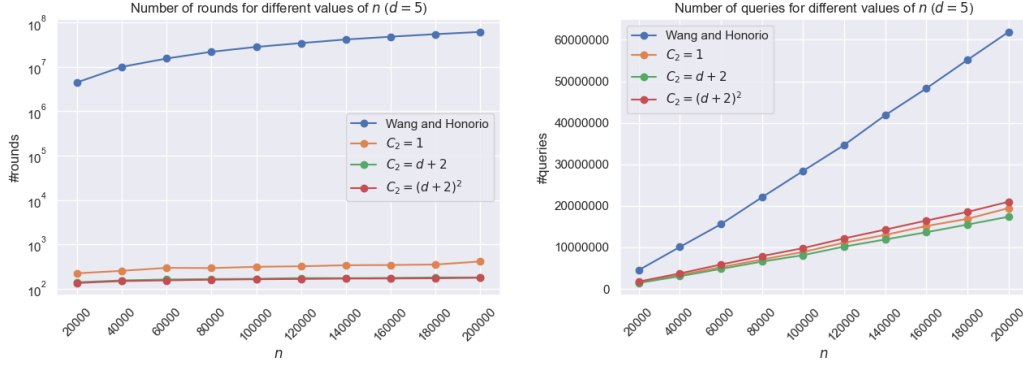 Number of rounds for different values of n (d = 5)
10^8
10^7
10^6
10^5
10^4
10^3
10^2
#rounds
Wang and Honorio
C_2 = 1
C_2 = d + 2
C_2 = (d + 2)^2
20000
40000
60000
80000
100000
120000
140000
160000
180000
200000
n
Number of queries for different values of n (d = 5)
60000000
50000000
40000000
30000000
20000000
10000000
0
#queries
Wang and Honorio
C_2 = 1
C_2 = d + 2
C_2 = (d + 2)^2
20000
40000
60000
80000
100000
120000
140000
160000
180000
200000
n